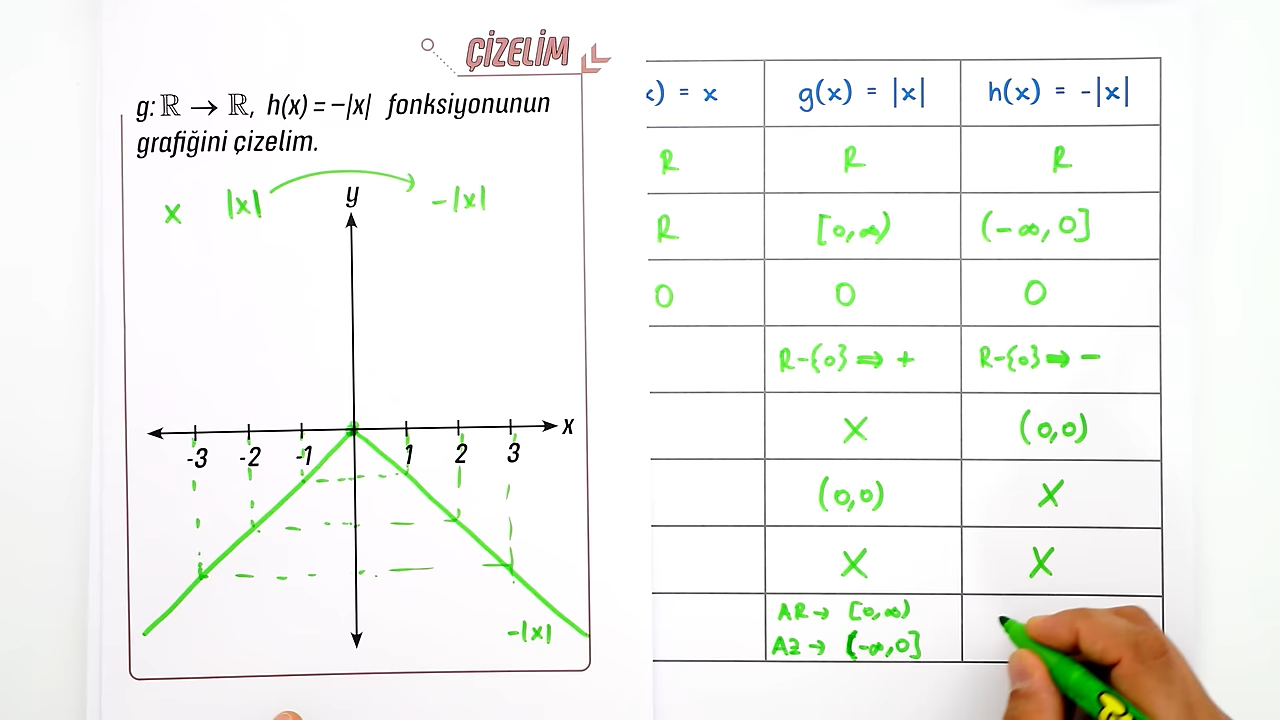 ÇİZELİM
g: ℝ → ℝ, h(x) = –|x| fonksiyonunun
grafiğini çizelim.
x |x| -|x|
y
x
-3 -2 -1 1 2 3
-|x|
x) = x g(x) = |x| h(x) = -|x|
R R R
R [0,∞) (-∞,0]
0 0 0
R-{0} ⇒ + R-{0} ⇒ -
X (0,0)
(0,0) X
X X
AR → [0,∞)
AZ → (-∞,0]